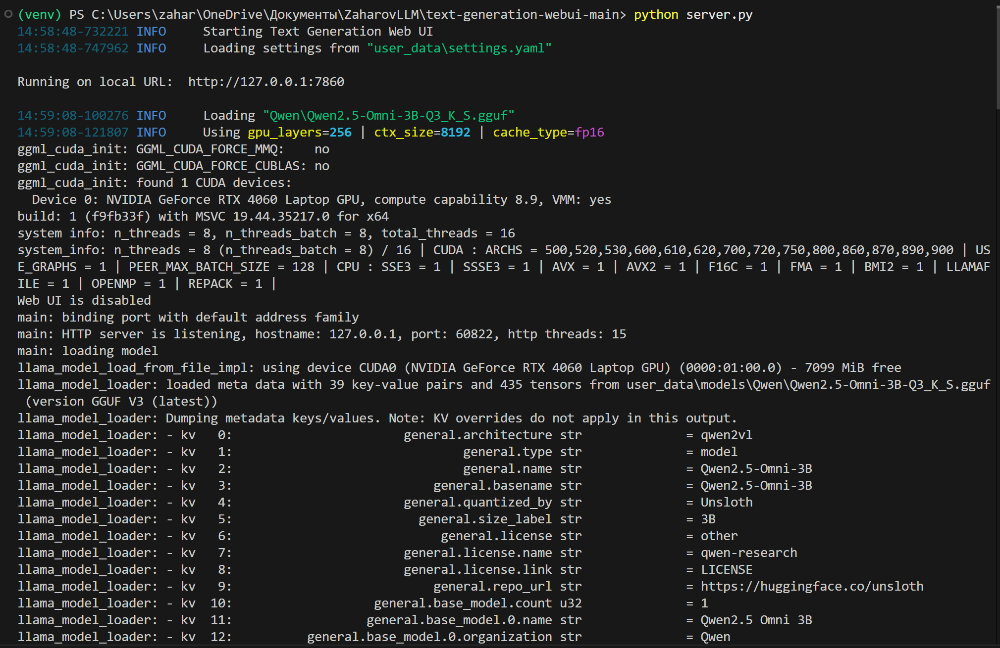 (venv) PS C:\Users\zahar\OneDrive\Документы\ZaharovLLM\text-generation-webui-main> python server.py
14:58:48-732221 INFO     Starting Text Generation Web UI
14:58:48-747962 INFO     Loading settings from "user_data\settings.yaml"
Running on local URL:  http://127.0.0.1:7860
14:59:08-100276 INFO     Loading "Qwen\Qwen2.5-Omni-3B-Q3_K_S.gguf"
14:59:08-121807 INFO     Using gpu_layers=256 | ctx_size=8192 | cache_type=fp16
ggml_cuda_init: GGML_CUDA_FORCE_MMQ:    no
ggml_cuda_init: GGML_CUDA_FORCE_CUBLAS: no
ggml_cuda_init: found 1 CUDA devices:
  Device 0: NVIDIA GeForce RTX 4060 Laptop GPU, compute capability 8.9, VMM: yes
build: 1 (f9fb33f) with MSVC 19.44.35217.0 for x64
system info: n_threads = 8, n_threads_batch = 8, total_threads = 16
system_info: n_threads = 8 (n_threads_batch = 8) / 16 | CUDA : ARCHS = 500,520,530,600,610,620,700,720,750,800,860,870,890,900 | US
E_GRAPHS = 1 | PEER_MAX_BATCH_SIZE = 128 | CPU : SSE3 = 1 | SSSE3 = 1 | AVX = 1 | AVX2 = 1 | F16C = 1 | FMA = 1 | BMI2 = 1 | LLAMAF
ILE = 1 | OPENMP = 1 | REPACK = 1 |
Web UI is disabled
main: binding port with default address family
main: HTTP server is listening, hostname: 127.0.0.1, port: 60822, http threads: 15
main: loading model
llama_model_load_from_file_impl: using device CUDA0 (NVIDIA GeForce RTX 4060 Laptop GPU) (0000:01:00.0) - 7099 MiB free
llama_model_loader: loaded meta data with 39 key-value pairs and 435 tensors from user_data\models\Qwen\Qwen2.5-Omni-3B-Q3_K_S.gguf
 (version GGUF V3 (latest))
llama_model_loader: Dumping metadata keys/values. Note: KV overrides do not apply in this output.
llama_model_loader: - kv   0:                       general.architecture str              = qwen2vl
llama_model_loader: - kv   1:                               general.type str              = model
llama_model_loader: - kv   2:                               general.name str              = Qwen2.5-Omni-3B
llama_model_loader: - kv   3:                           general.basename str              = Qwen2.5-Omni-3B
llama_model_loader: - kv   4:                       general.quantized_by str              = Unsloth
llama_model_loader: - kv   5:                         general.size_label str              = 3B
llama_model_loader: - kv   6:                            general.license str              = other
llama_model_loader: - kv   7:                       general.license.name str              = qwen-research
llama_model_loader: - kv   8:                       general.license.link str              = LICENSE
llama_model_loader: - kv   9:                           general.repo_url str              = https://huggingface.co/unsloth
llama_model_loader: - kv  10:                   general.base_model.count u32              = 1
llama_model_loader: - kv  11:                  general.base_model.0.name str              = Qwen2.5 Omni 3B
llama_model_loader: - kv  12:          general.base_model.0.organization str              = Qwen